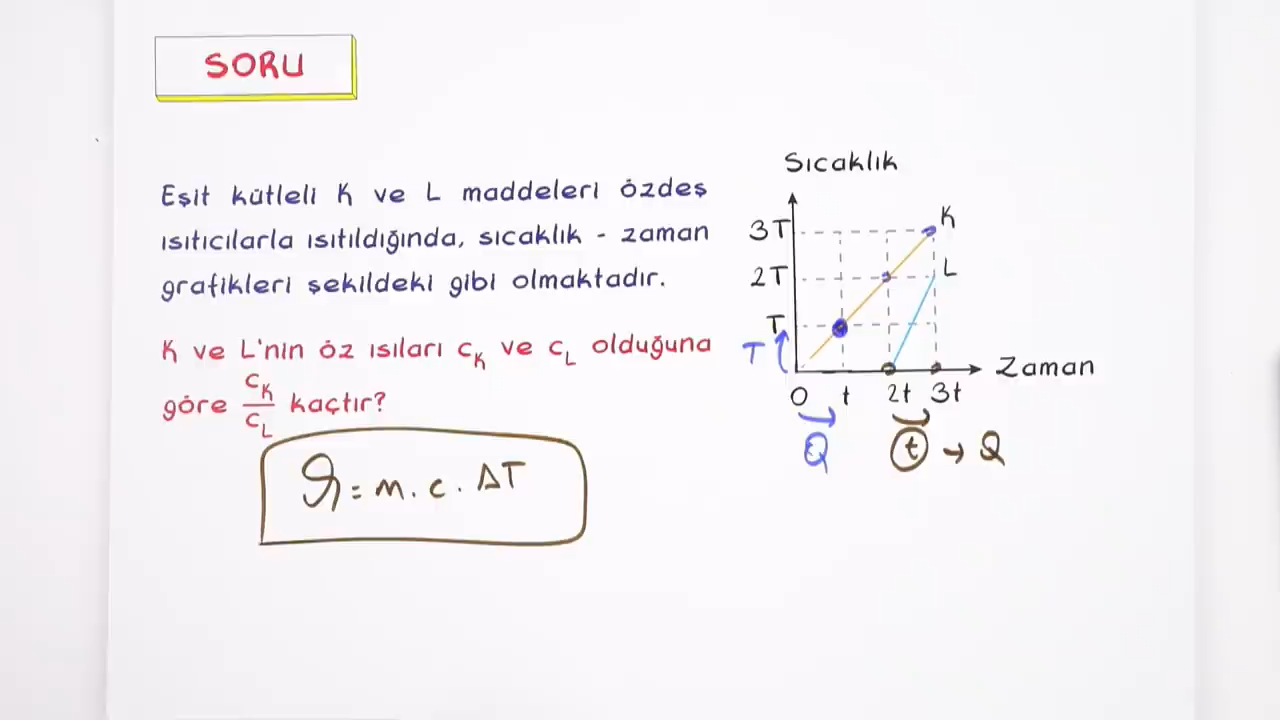 SORU
Eşit kütleli K ve L maddeleri özdeş
ısıtıcılarla ısıtıldığında, sıcaklık - zaman
grafikleri şekildeki gibi olmaktadır.
K ve L'nin öz ısıları cK ve cL olduğuna
göre cK/cL kaçtır?
Q = m. c. ΔT
Sıcaklık
K
3T
L
2T
T
T
Zaman
0 t 2t 3t
Q t → Q